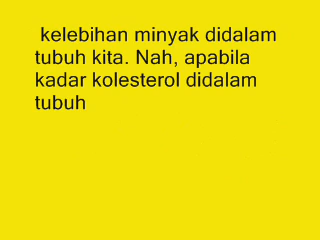 kelebihan minyak didalam
tubuh kita. Nah, apabila
kadar kolesterol didalam
tubuh